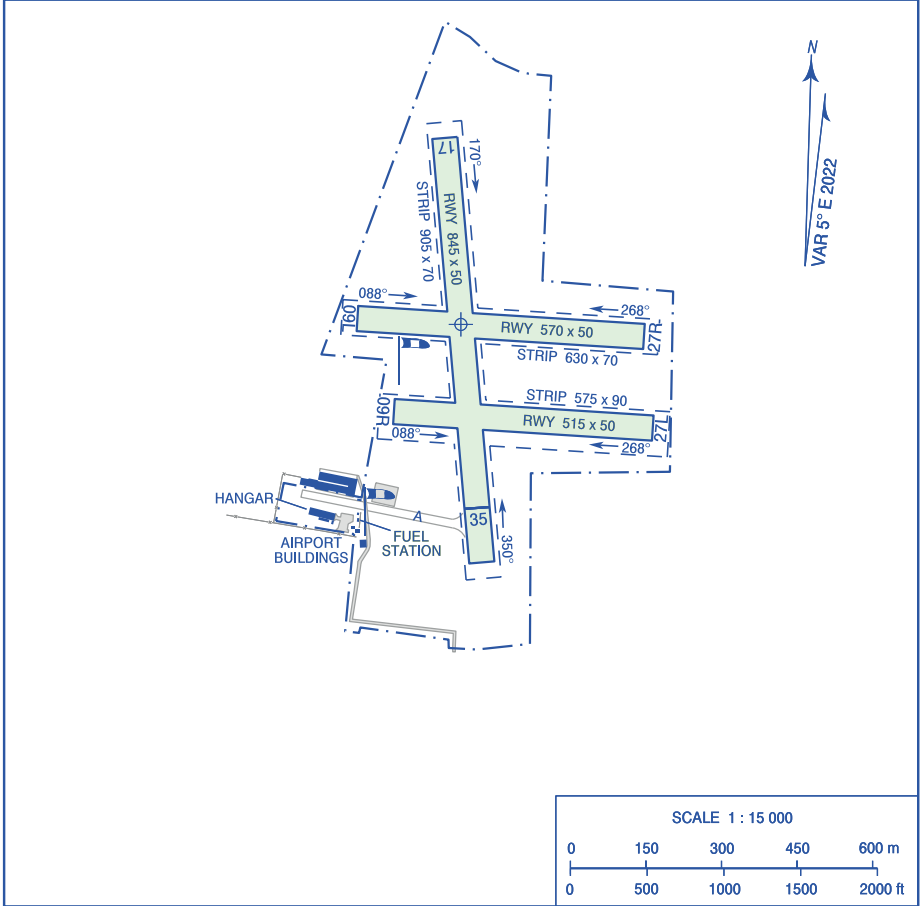 N
VAR 5° E 2022
17
170°
RWY 845 x 50
STRIP 905 x 70
088°
268°
09L
RWY 570 x 50
27R
STRIP 630 x 70
STRIP 575 x 90
09R
RWY 515 x 50
27L
088°
268°
HANGAR
A
35
350°
AIRPORT
BUILDINGS
FUEL
STATION
SCALE 1 : 15 000
0 150 300 450 600 m
0 500 1000 1500 2000 ft